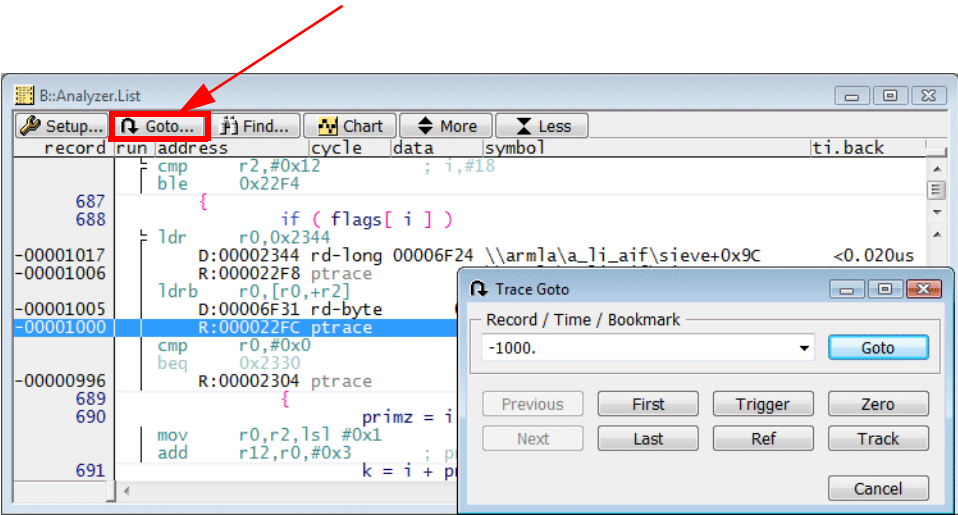 B::Analyzer.List
Setup... Goto... Find... Chart More Less
record run address cycle data symbol ti.back
cmp r2,#0x12 ; i,#18
ble 0x22F4
687 {
688 if ( flags[ i ] )
ldr r0,0x2344
-00001017 D:00002344 rd-long 00006F24 \\armla\a_li_aif\sieve+0x9C <0.020us
-00001006 R:000022F8 ptrace
ldrb r0,[r0,+r2]
-00001005 D:00006F31 rd-byte
-00001000 R:000022FC ptrace
cmp r0,#0x0
beq 0x2330
-00000996 R:00002304 ptrace
689 {
690 primz = i
mov r0,r2,lsl #0x1
add r12,r0,#0x3 ; p
691 k = i + p
Trace Goto
Record / Time / Bookmark
-1000. Goto
Previous First Trigger Zero
Next Last Ref Track
Cancel